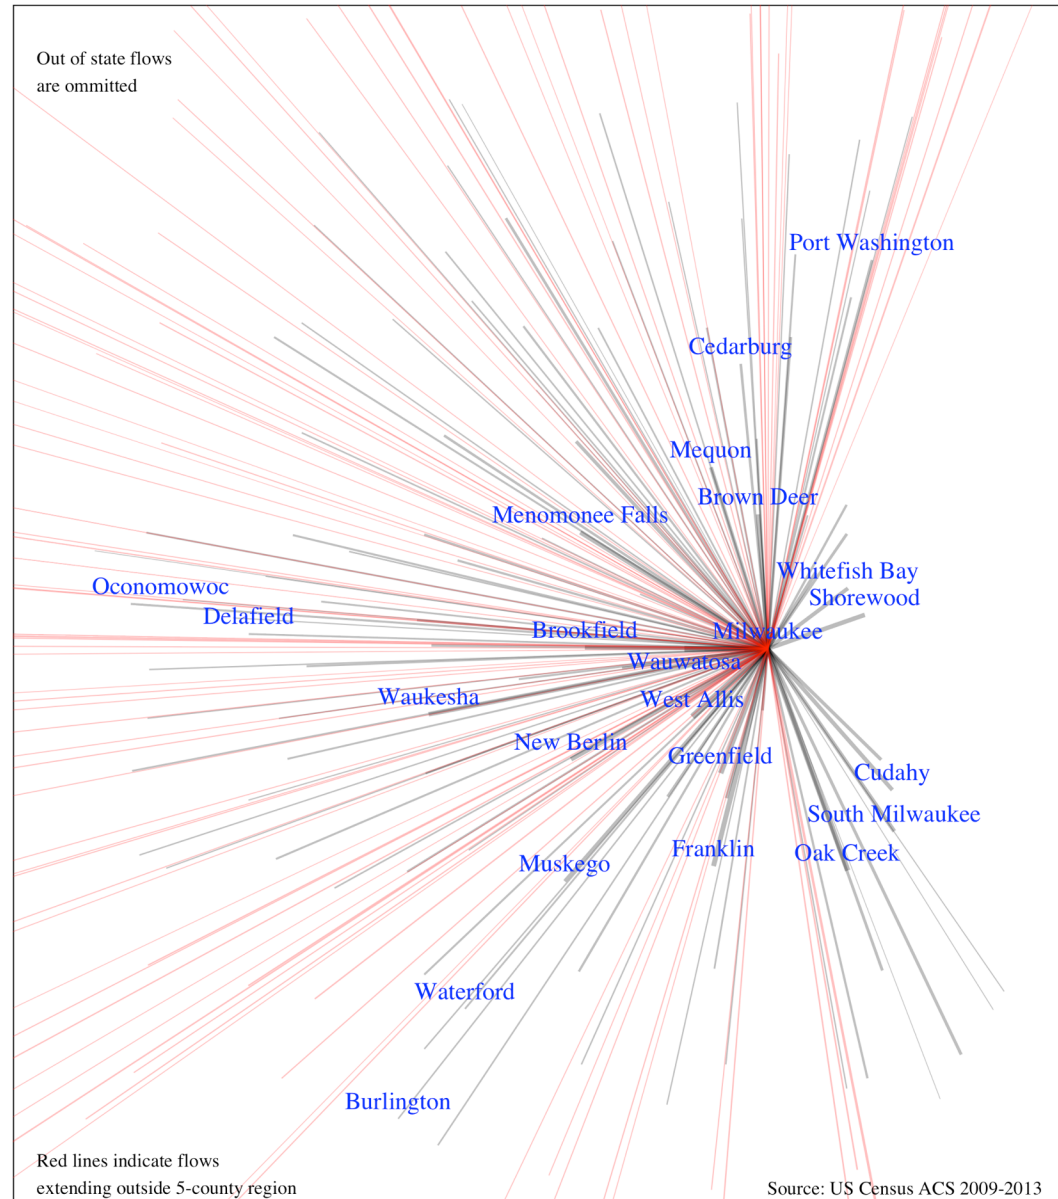 Out of state flows
are ommitted
Port Washington
Cedarburg
Mequon
Brown Deer
Menomonee Falls
Whitefish Bay
Oconomowoc
Shorewood
Delafield
Brookfield
Milwaukee
Wauwatosa
Waukesha
West Allis
New Berlin
Greenfield
Cudahy
South Milwaukee
Franklin
Oak Creek
Muskego
Waterford
Burlington
Red lines indicate flows
extending outside 5-county region
Source: US Census ACS 2009-2013